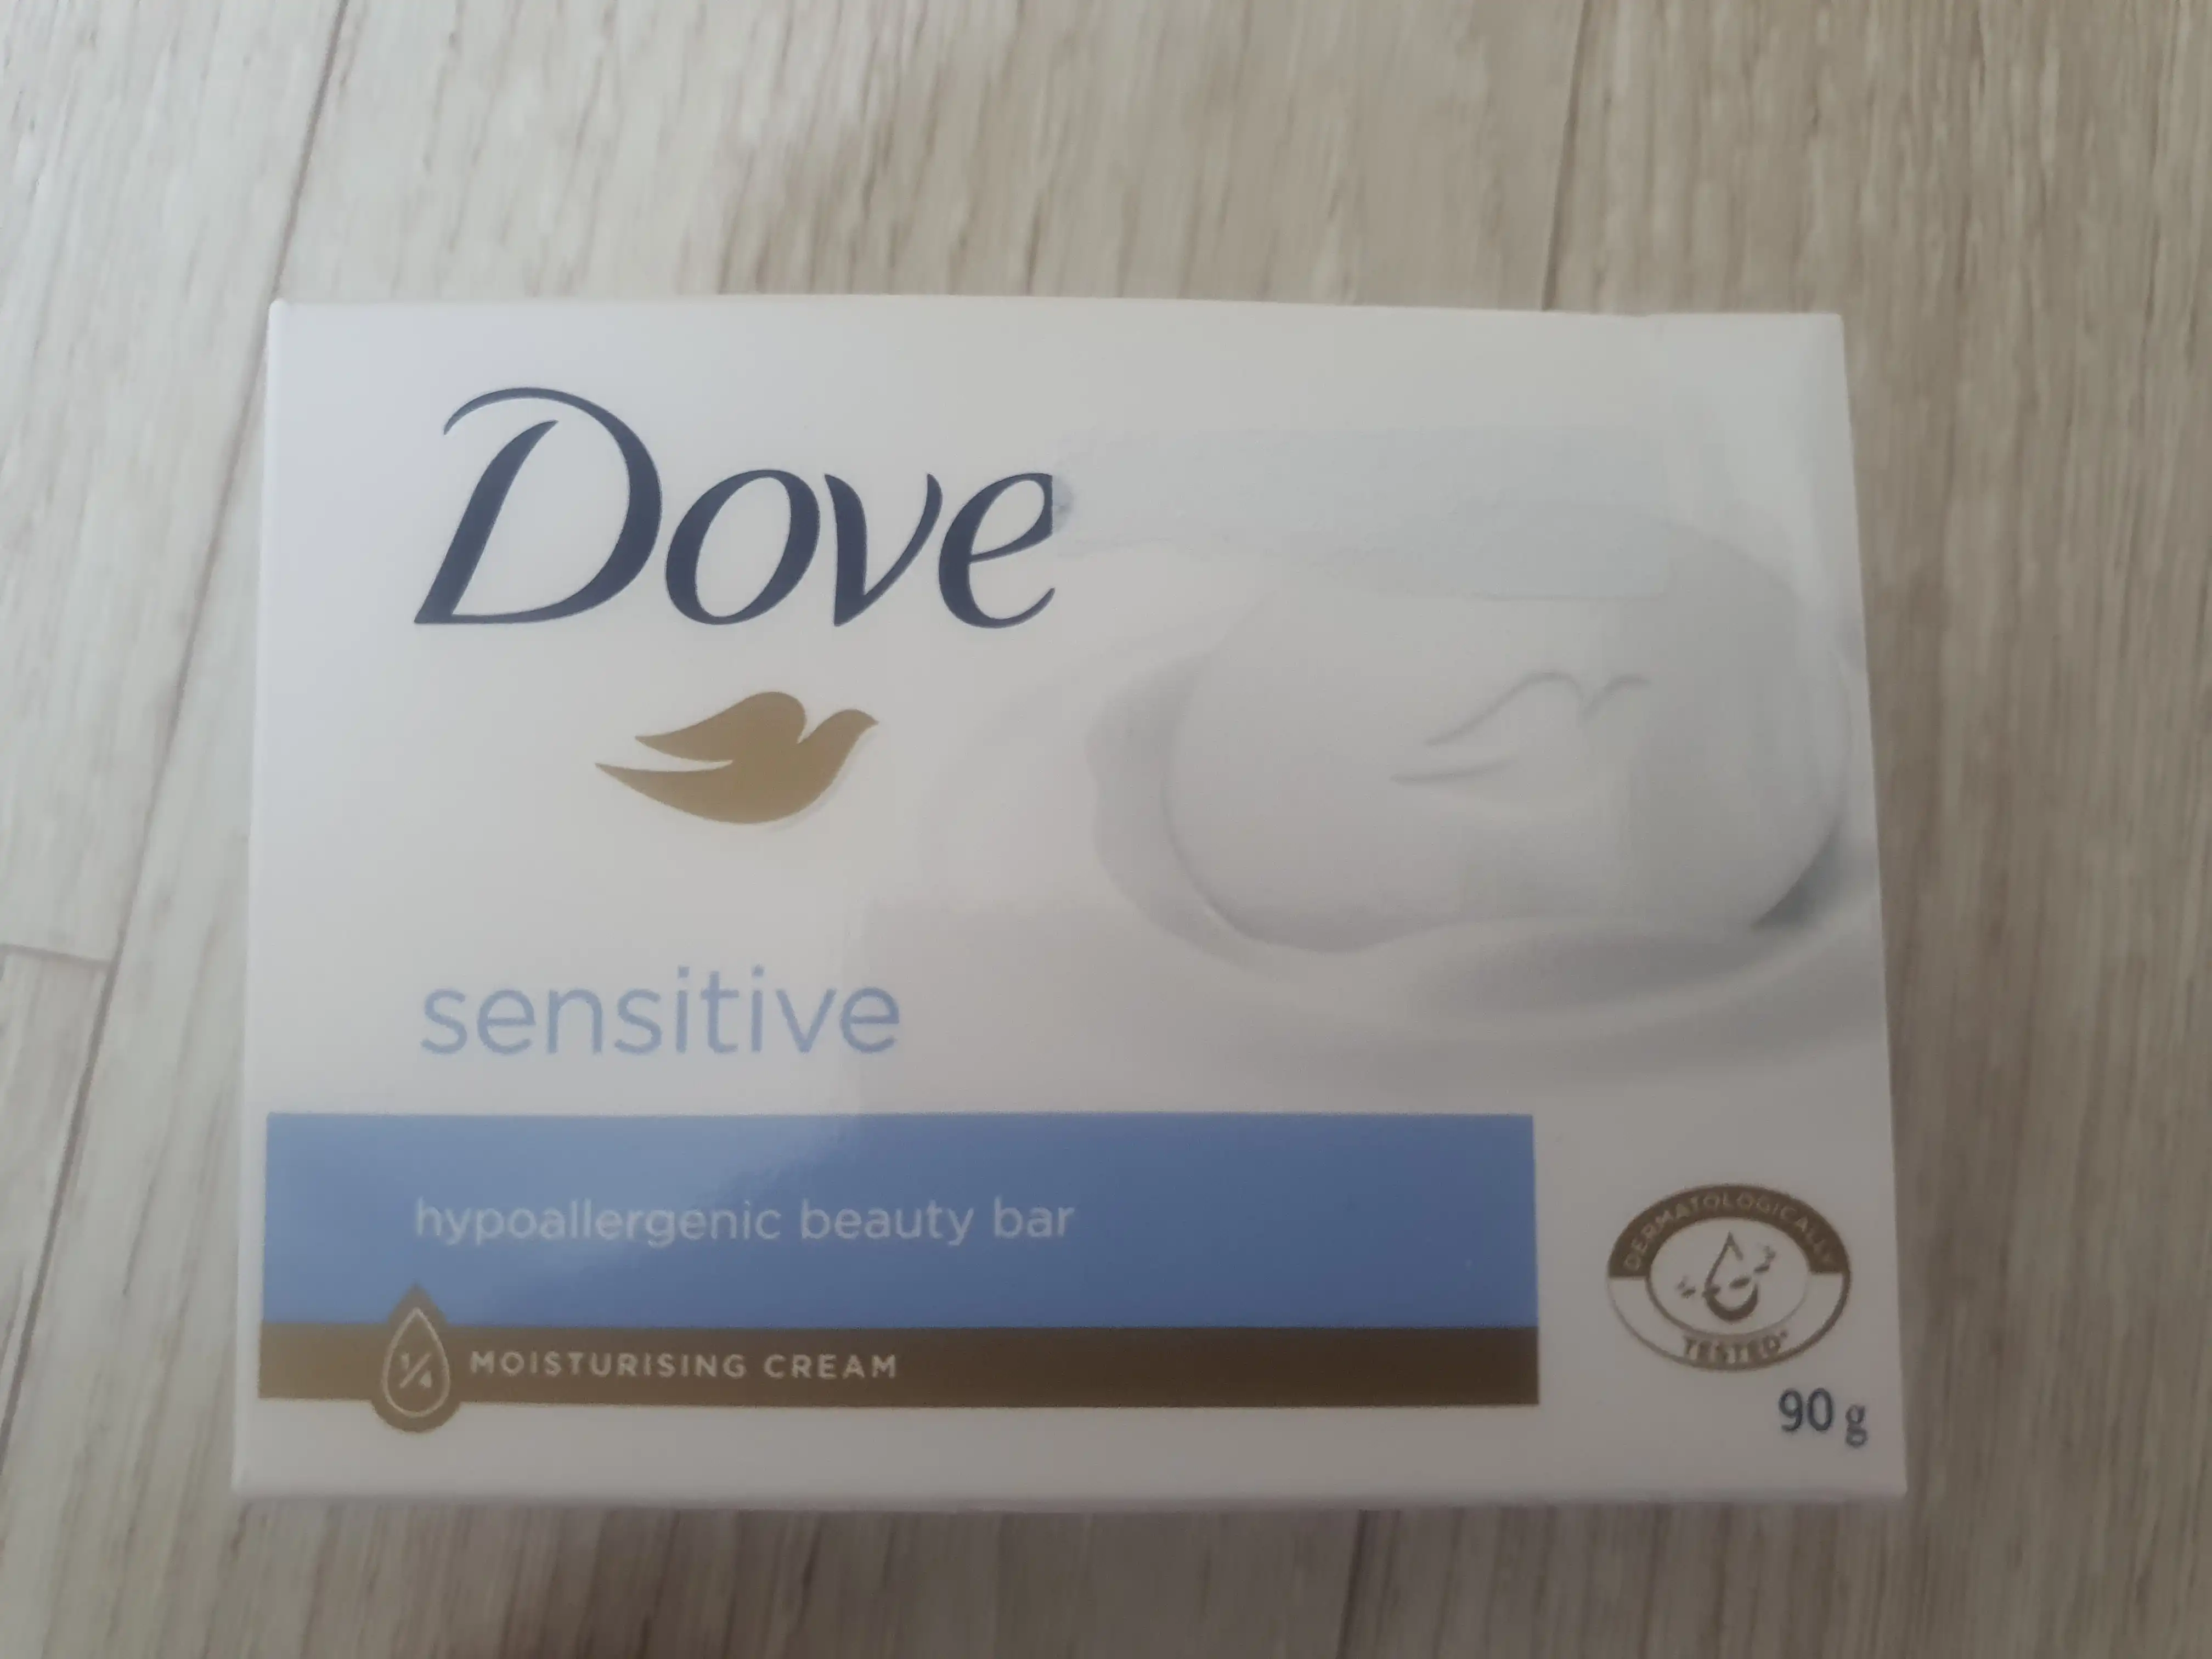 Dove
sensitive
hypoallergenic beauty bar
1/4 MOISTURISING CREAM
DERMATOLOGICALLY
TESTED*
90 g